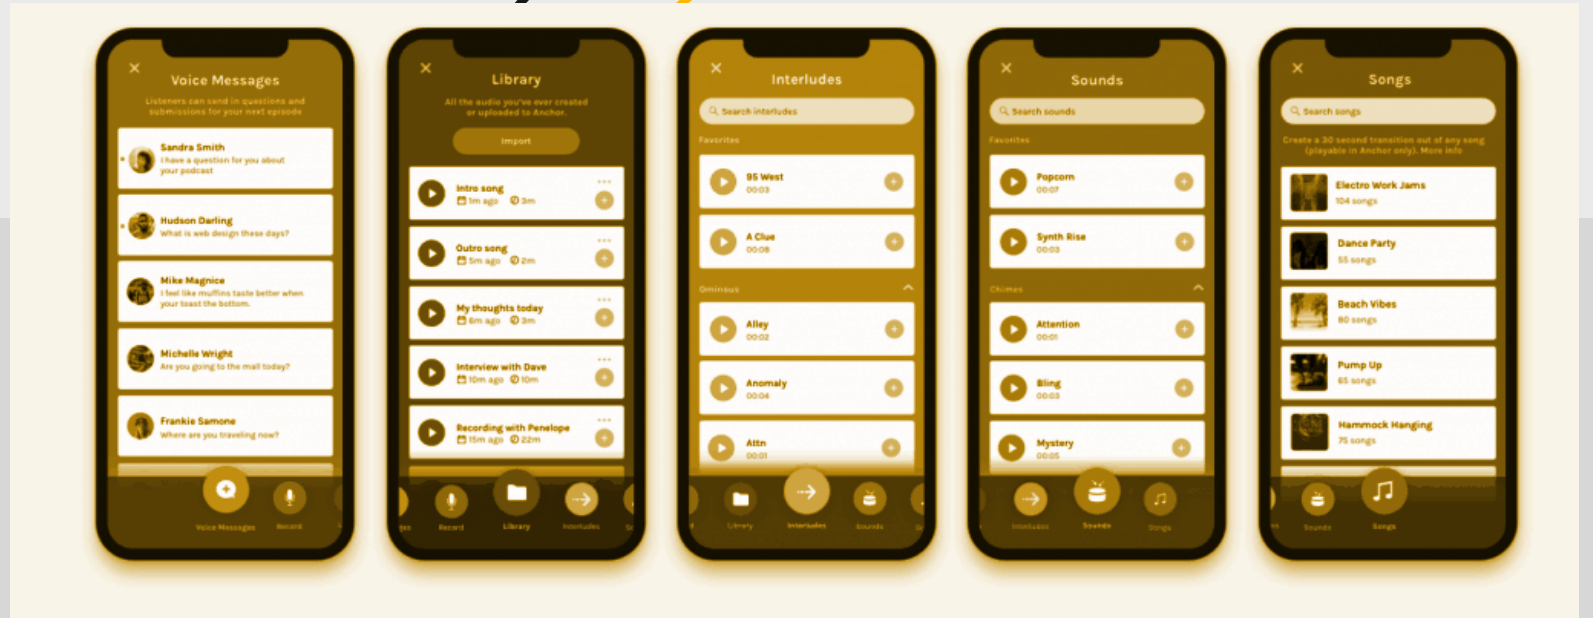 Voice Messages
Listeners can send in questions and
submissions for your next episode
Sandra Smith
I have a question for you about
your podcast
Hudson Darling
What is web design these days?
Mike Magnice
I feel like muffins taste better when
your toast the bottom.
Michelle Wright
Are you going to the mall today?
Frankie Samone
Where are you traveling now?
Voice Messages
Record
Library
All the audio you've ever created
or uploaded to Anchor.
Import
Intro song
1m ago 3m
Outro song
5m ago 2m
My thoughts today
6m ago 3m
Interview with Dave
10m ago 10m
Recording with Penelope
15m ago 22m
Record
Library
Interludes
Interludes
Search interludes
Favorites
95 West
00:03
A Clue
00:08
Ominous
Alley
00:02
Anomaly
00:04
Attn
00:01
Library
Interludes
Sounds
Sounds
Search sounds
Favorites
Popcorn
00:07
Synth Rise
00:03
Chimes
Attention
00:01
Bling
00:03
Mystery
00:05
Interludes
Sounds
Songs
Songs
Search songs
Create a 30 second transition out of any song
(playable in Anchor only). More info
Electro Work Jams
104 songs
Dance Party
55 songs
Beach Vibes
80 songs
Pump Up
65 songs
Hammock Hanging
75 songs
Sounds
Songs